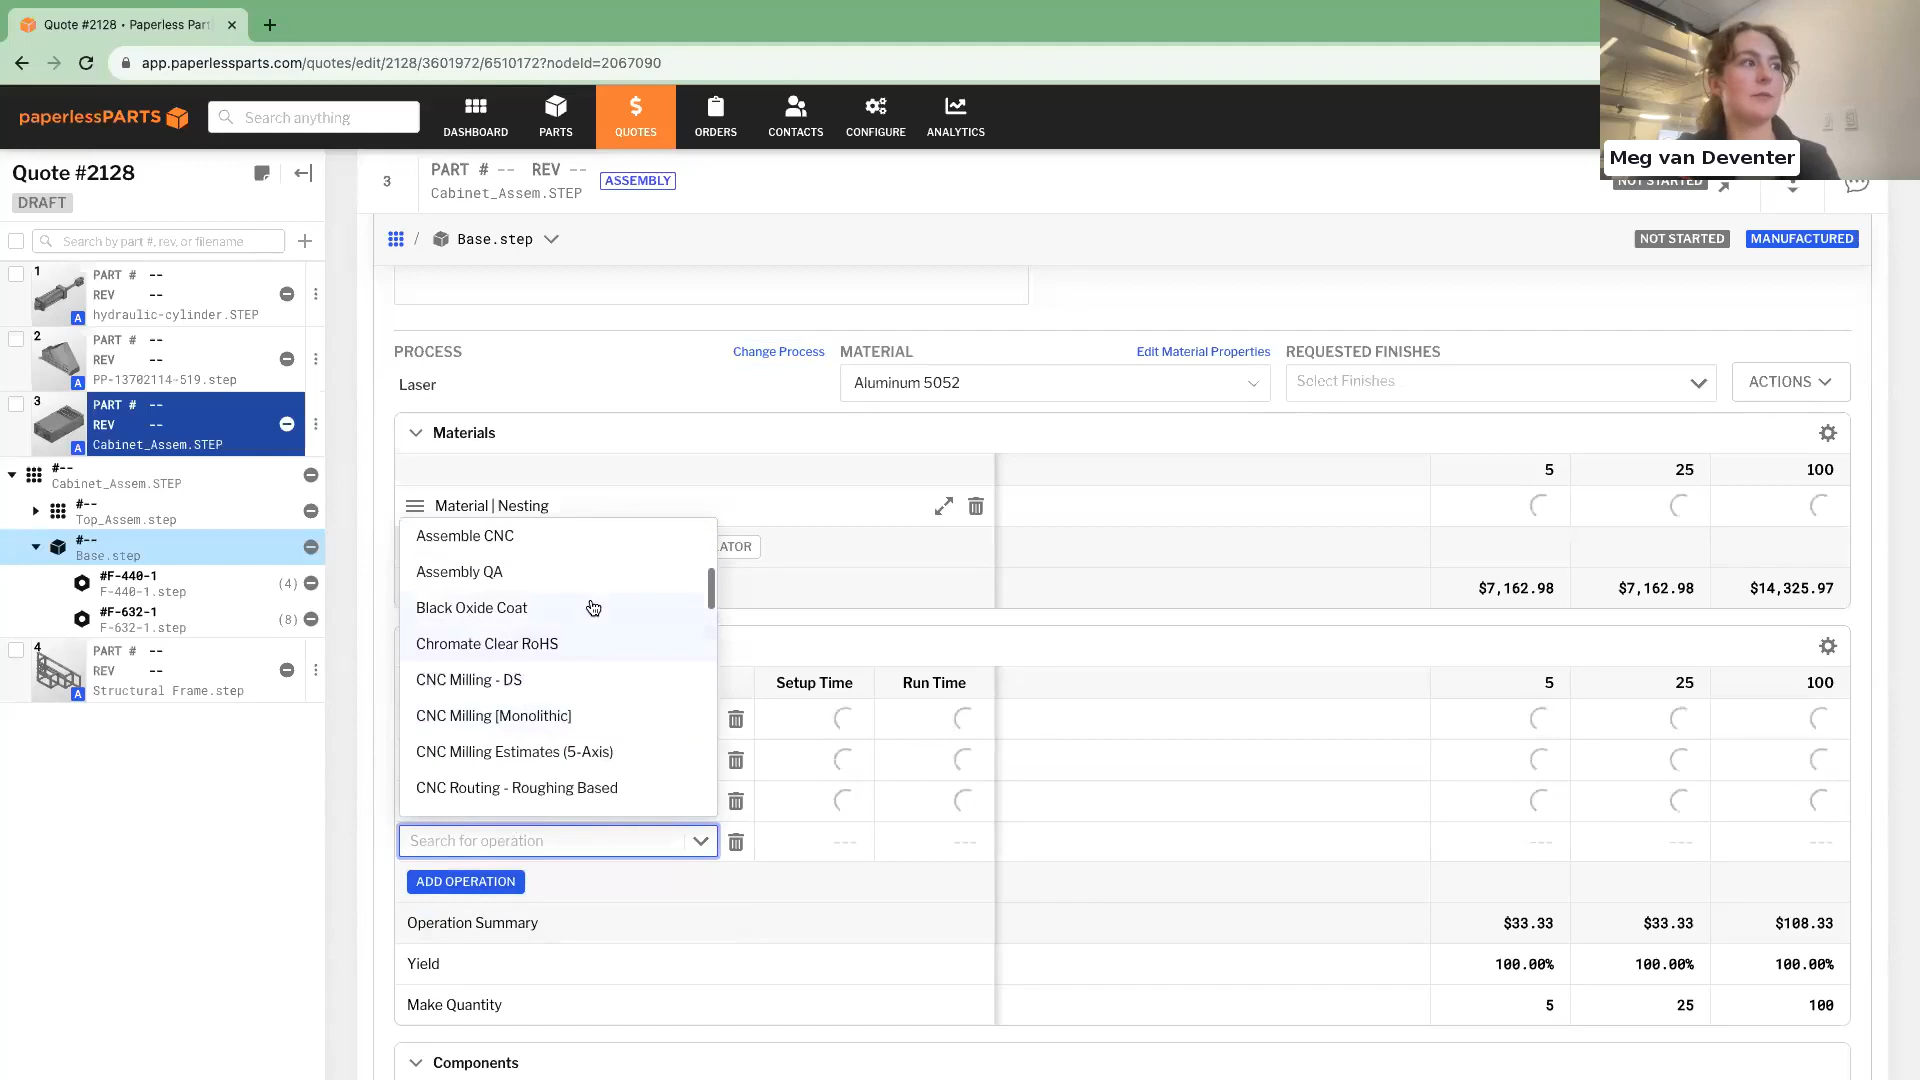 Quote #2128 • Paperless Part
app.paperlessparts.com/quotes/edit/2128/3601972/6510172?nodeId=2067090
paperlessPARTS
Search anything
DASHBOARD
PARTS
QUOTES
ORDERS
CONTACTS
CONFIGURE
ANALYTICS
Meg van Deventer
Quote #2128
DRAFT
Search by part #, rev, or filename
1
PART # --
REV --
hydraulic-cylinder.STEP
A
2
PART # --
REV --
PP-13702114-519.step
A
3
PART # --
REV --
Cabinet_Assem.STEP
A
#--
Cabinet_Assem.STEP
#--
Top_Assem.step
#--
Base.step
#F-440-1
F-440-1.step
(4)
#F-632-1
F-632-1.step
(8)
4
PART # --
REV --
Structural Frame.step
A
3
PART # -- REV --
Cabinet_Assem.STEP
ASSEMBLY
NOT STARTED
/ Base.step
NOT STARTED
MANUFACTURED
PROCESS
Change Process
Laser
MATERIAL
Edit Material Properties
Aluminum 5052
REQUESTED FINISHES
Select Finishes
ACTIONS
Materials
5 25 100
Material | Nesting
ATOR
$7,162.98 $7,162.98 $14,325.97
Assemble CNC
Assembly QA
Black Oxide Coat
Chromate Clear RoHS
CNC Milling - DS
CNC Milling [Monolithic]
CNC Milling Estimates (5-Axis)
CNC Routing - Roughing Based
Setup Time Run Time 5 25 100
Search for operation
--- --- --- --- ---
ADD OPERATION
Operation Summary $33.33 $33.33 $108.33
Yield 100.00% 100.00% 100.00%
Make Quantity 5 25 100
Components